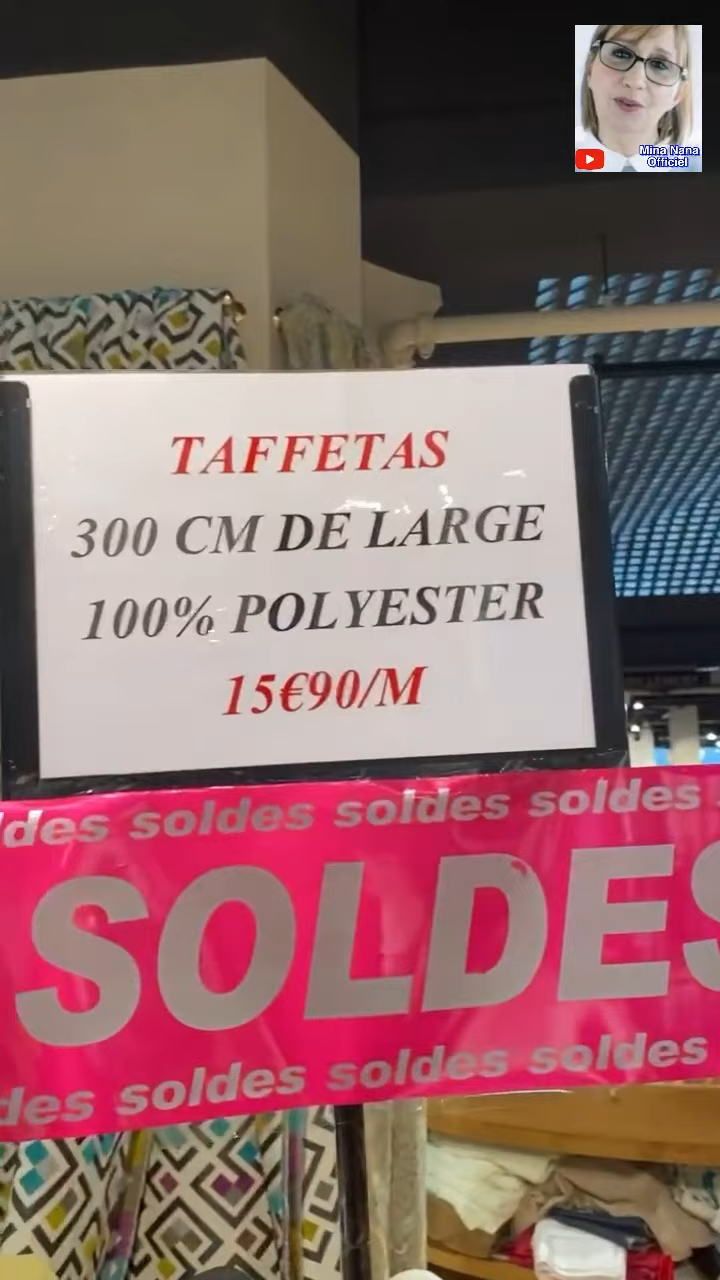 Mina Nana
Officiel
TAFFETAS
300 CM DE LARGE
100% POLYESTER
15€90/M
soldes soldes soldes
SOLDES
soldes soldes soldes